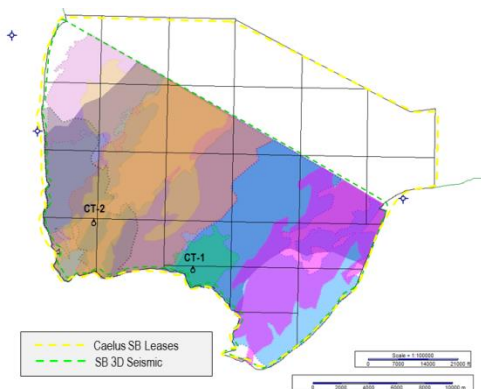 CT-2
CT-1
Caelus SB Leases
SB 3D Seismic
Scale = 1:100000
0 7000 14000 21000 ft
0 2000 4000 6000 8000 10000 m